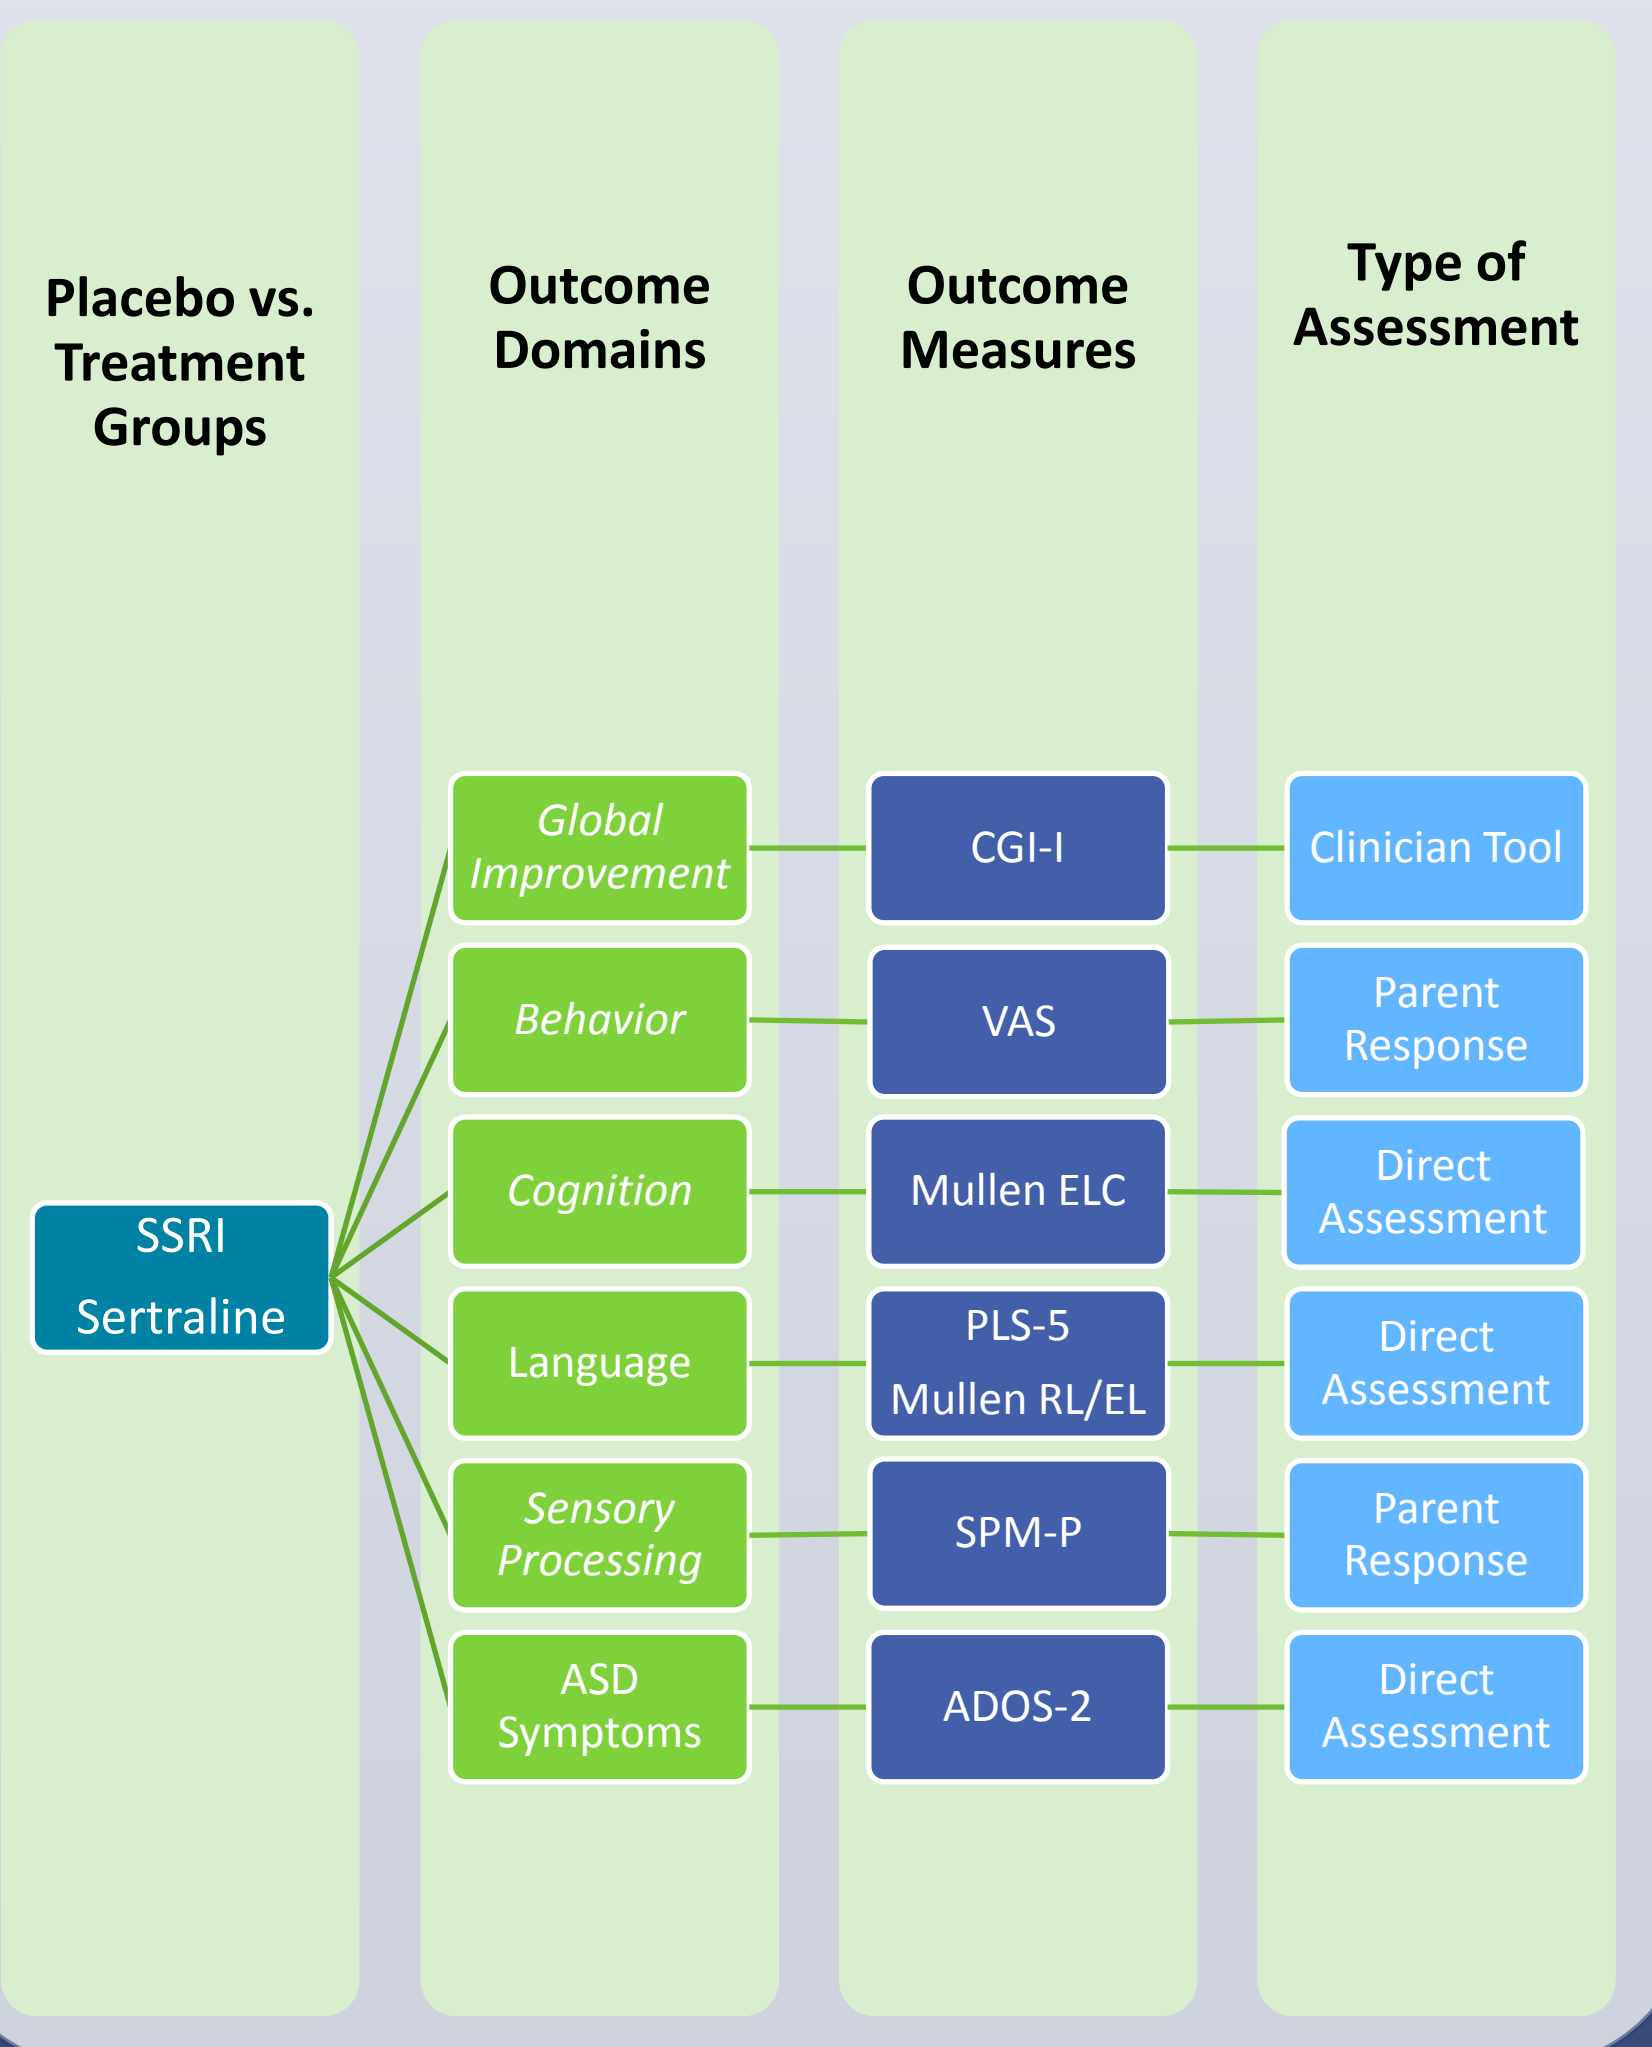 Placebo vs.
Treatment
Groups
Outcome
Domains
Outcome
Measures
Type of
Assessment
SSRI
Sertraline
Global
Improvement
CGI-I
Clinician Tool
Behavior
VAS
Parent
Response
Cognition
Mullen ELC
Direct
Assessment
Language
PLS-5
Mullen RL/EL
Direct
Assessment
Sensory
Processing
SPM-P
Parent
Response
ASD
Symptoms
ADOS-2
Direct
Assessment